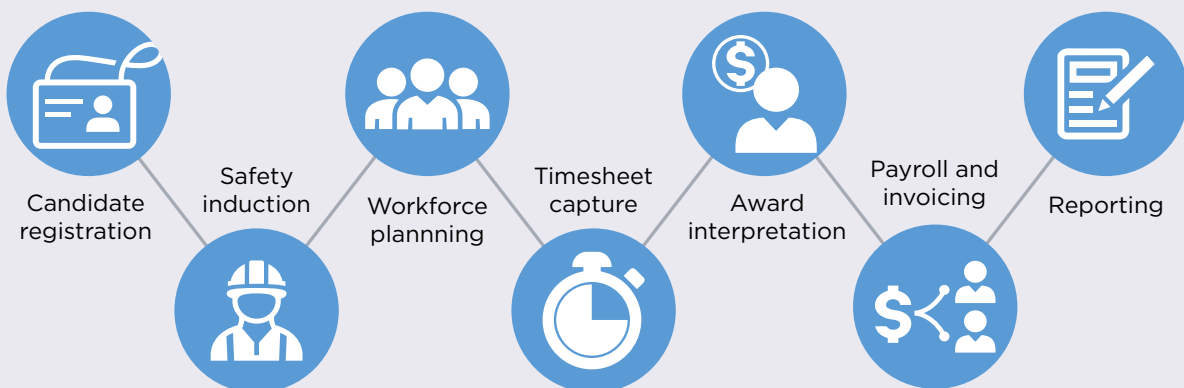 Candidate
registration
Safety
induction
Workforce
plannning
Timesheet
capture
Award
interpretation
Payroll and
invoicing
Reporting
$
$